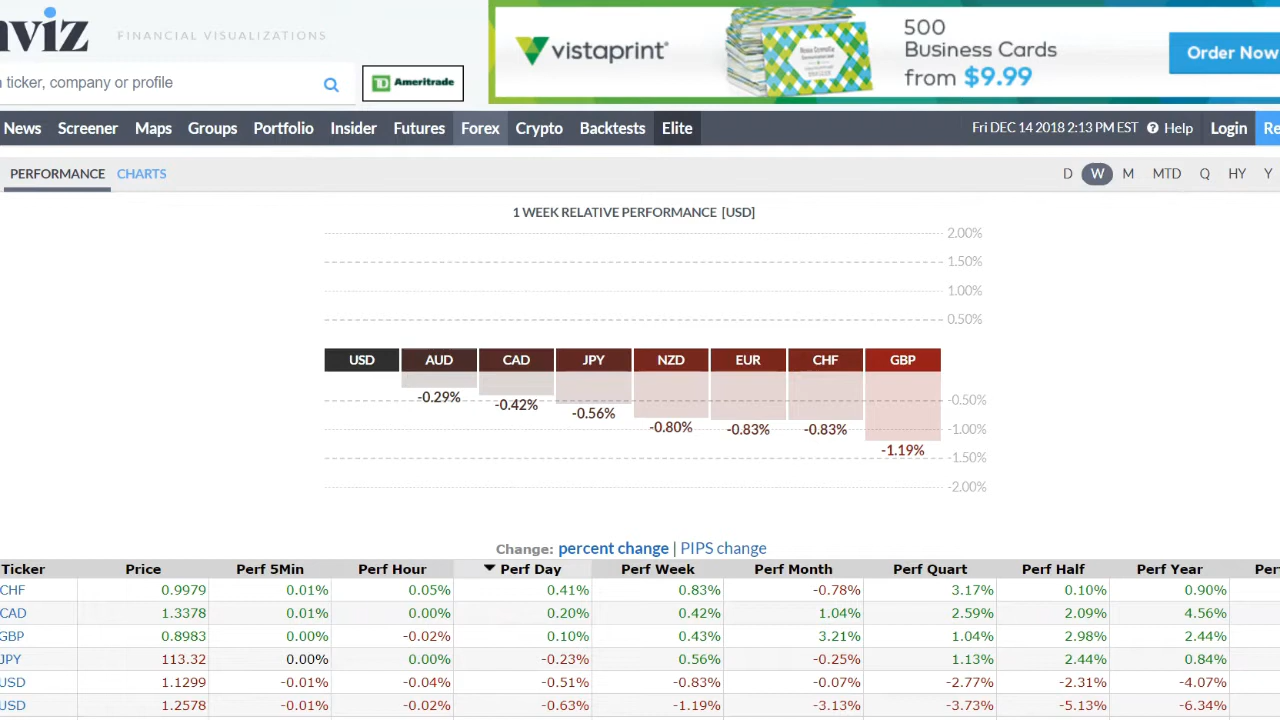 nviz FINANCIAL VISUALIZATIONS
ticker, company or profile
TD Ameritrade
vistaprint
500
Business Cards
from $9.99
Order Now
News Screener Maps Groups Portfolio Insider Futures Forex Crypto Backtests Elite Fri DEC 14 2018 2:13 PM EST ? Help Login Re
PERFORMANCE CHARTS D W M MTD Q HY Y
1 WEEK RELATIVE PERFORMANCE [USD]
2.00%
1.50%
1.00%
0.50%
USD AUD CAD JPY NZD EUR CHF GBP
-0.29% -0.42% -0.56% -0.80% -0.83% -0.83% -1.19%
-0.50%
-1.00%
-1.50%
-2.00%
Change: percent change | PIPS change
Ticker Price Perf 5Min Perf Hour Perf Day Perf Week Perf Month Perf Quart Perf Half Perf Year Per
CHF 0.9979 0.01% 0.05% 0.41% 0.83% -0.78% 3.17% 0.10% 0.90%
CAD 1.3378 0.01% 0.00% 0.20% 0.42% 1.04% 2.59% 2.09% 4.56%
GBP 0.8983 0.00% -0.02% 0.10% 0.43% 3.21% 1.04% 2.98% 2.44%
JPY 113.32 0.00% 0.00% -0.23% 0.56% -0.25% 1.13% 2.44% 0.84%
USD 1.1299 -0.01% -0.04% -0.51% -0.83% -0.07% -2.77% -2.31% -4.07%
USD 1.2578 -0.01% -0.02% -0.63% -1.19% -3.13% -3.73% -5.13% -6.34%